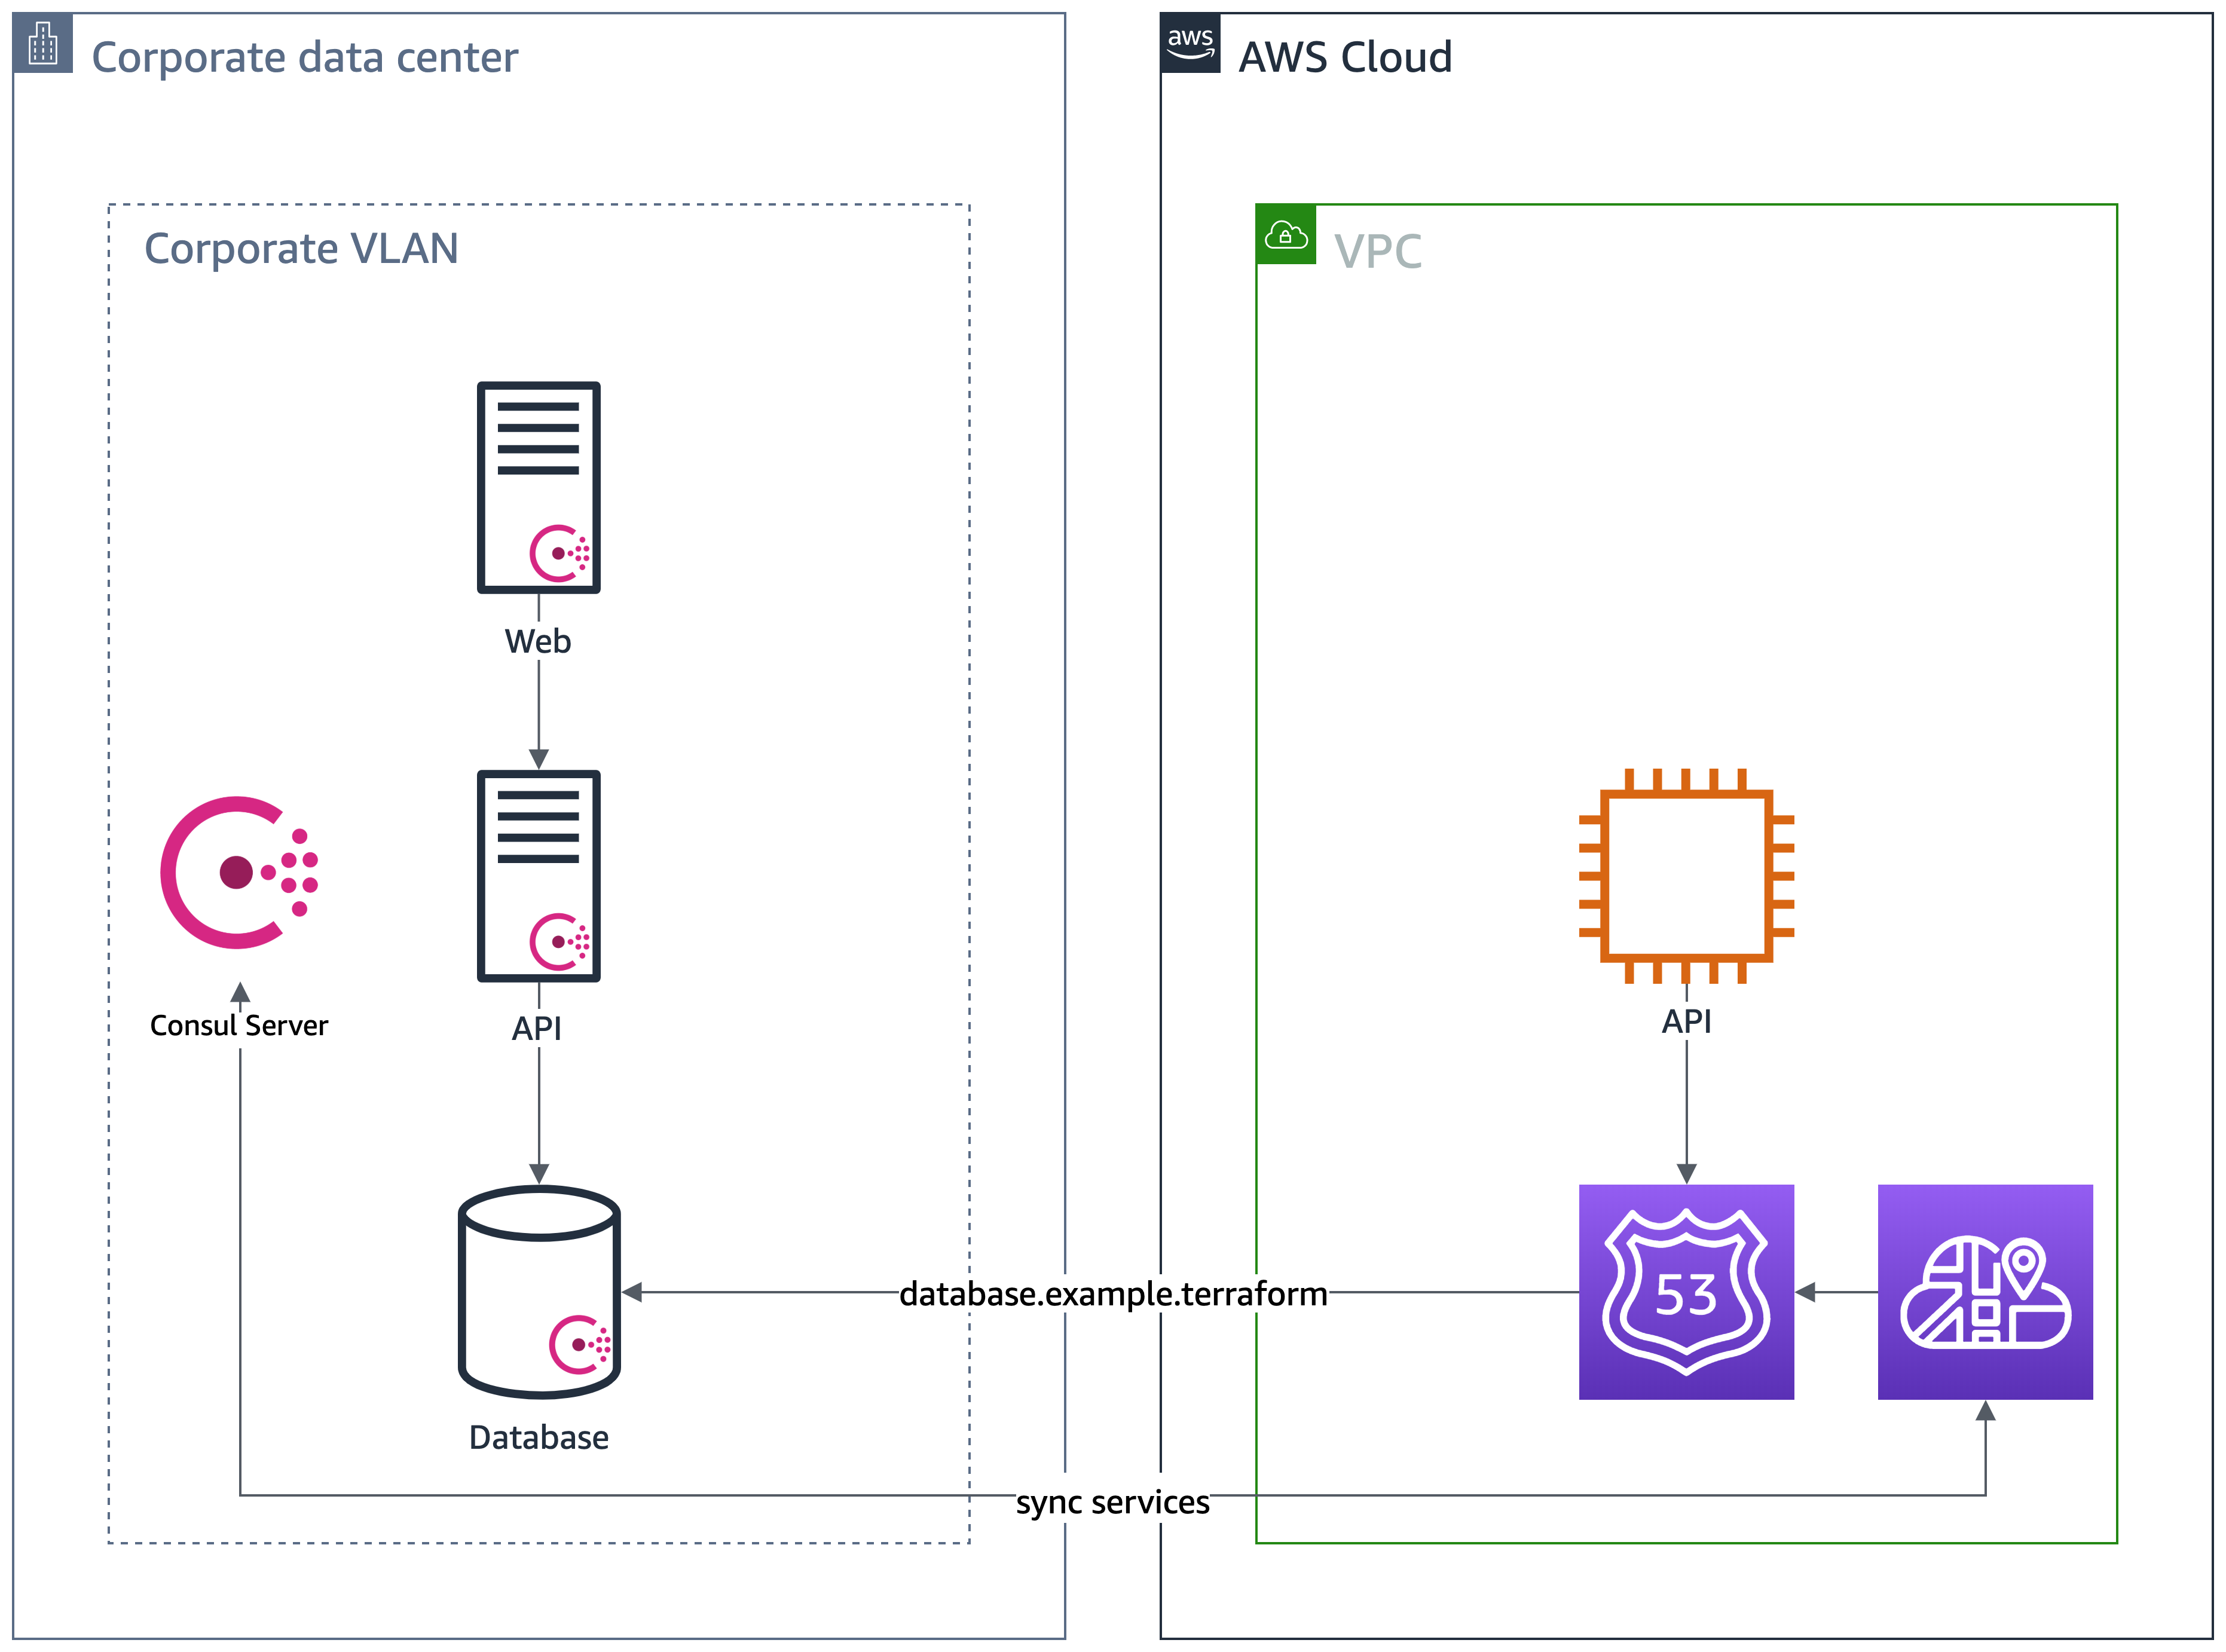 Corporate data center
aws
AWS Cloud
Corporate VLAN
VPC
Web
Consul Server
API
API
53
database.example.terraform
Database
sync services